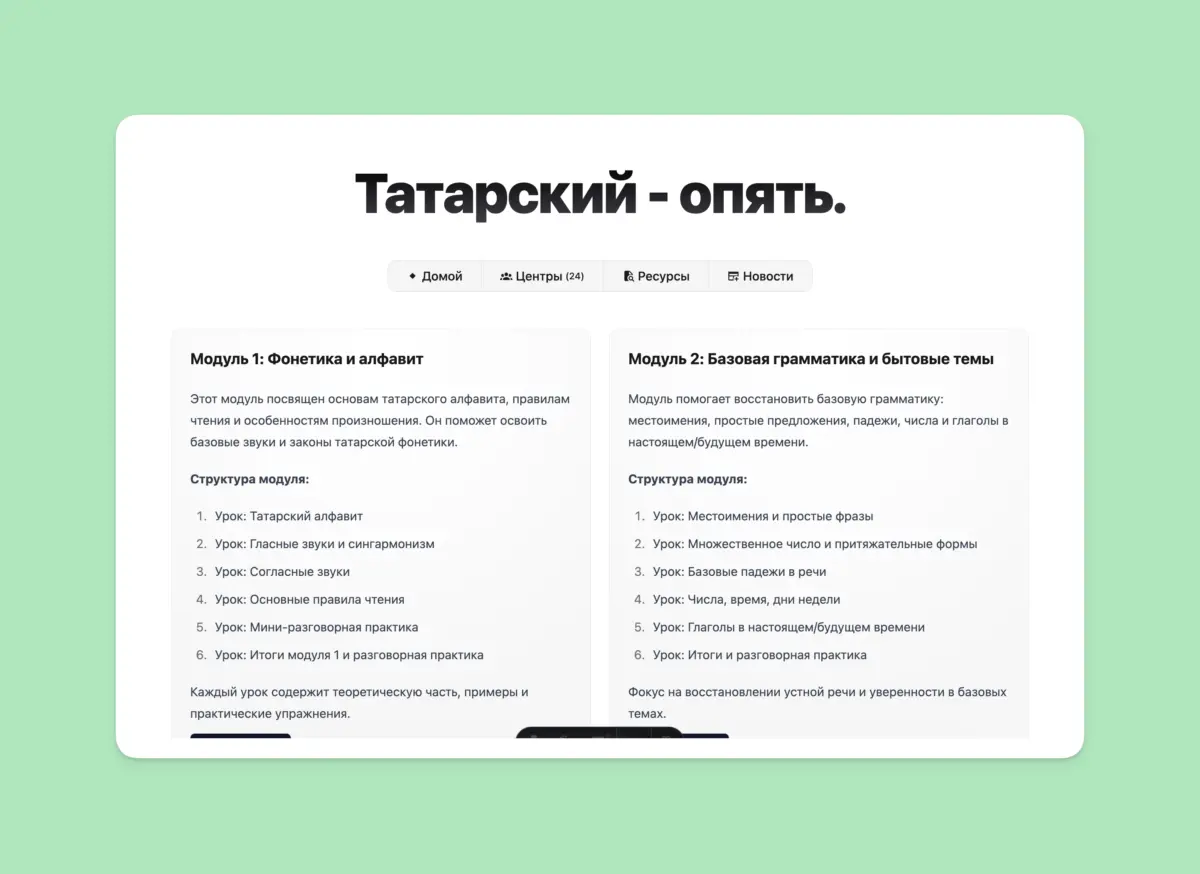 Татарский - опять.
Домой
Центры (24)
Ресурсы
Новости
Модуль 1: Фонетика и алфавит
Этот модуль посвящен основам татарского алфавита, правилам
чтения и особенностям произношения. Он поможет освоить
базовые звуки и законы татарской фонетики.
Структура модуля:
1. Урок: Татарский алфавит
2. Урок: Гласные звуки и сингармонизм
3. Урок: Согласные звуки
4. Урок: Основные правила чтения
5. Урок: Мини-разговорная практика
6. Урок: Итоги модуля 1 и разговорная практика
Каждый урок содержит теоретическую часть, примеры и
практические упражнения.
Модуль 2: Базовая грамматика и бытовые темы
Модуль помогает восстановить базовую грамматику:
местоимения, простые предложения, падежи, числа и глаголы в
настоящем/будущем времени.
Структура модуля:
1. Урок: Местоимения и простые фразы
2. Урок: Множественное число и притяжательные формы
3. Урок: Базовые падежи в речи
4. Урок: Числа, время, дни недели
5. Урок: Глаголы в настоящем/будущем времени
6. Урок: Итоги и разговорная практика
Фокус на восстановлении устной речи и уверенности в базовых
темах.